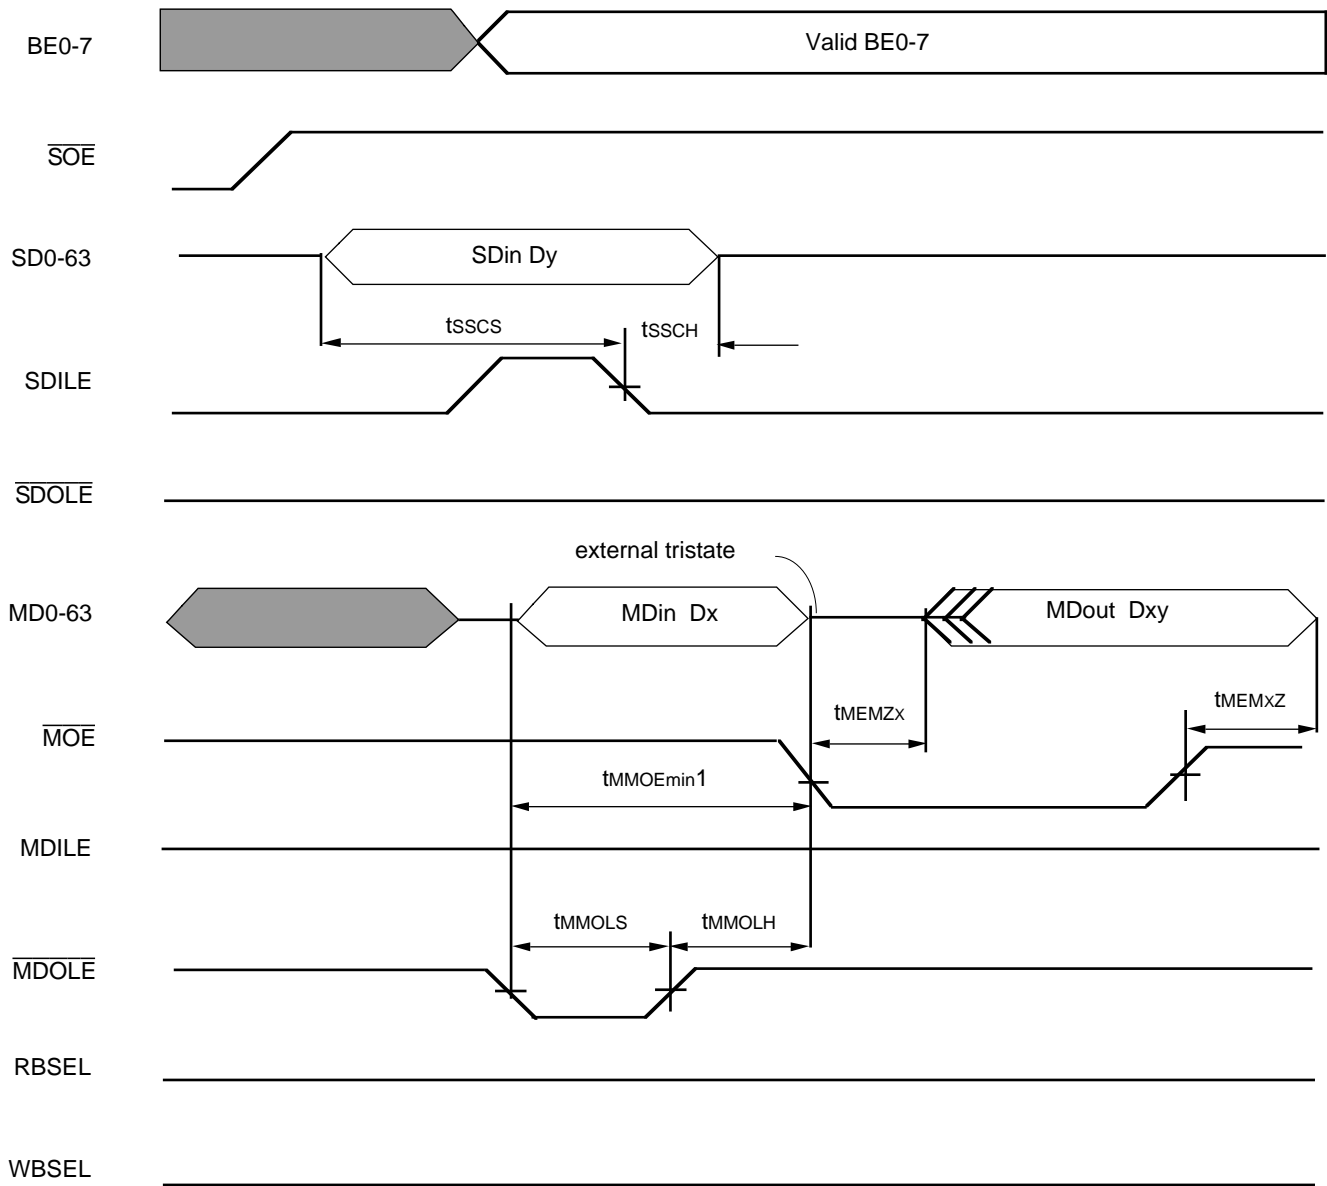 BE0-7
Valid BE0-7
SOE
SD0-63
SDin Dy
tSSCS
tSSCH
SDILE
SDOLE
external tristate
MD0-63
MDin Dx
MDout Dxy
tMEMZX
tMEMXZ
MOE
tMMOEmin1
MDILE
tMMOLS
tMMOLH
MDOLE
RBSEL
WBSEL